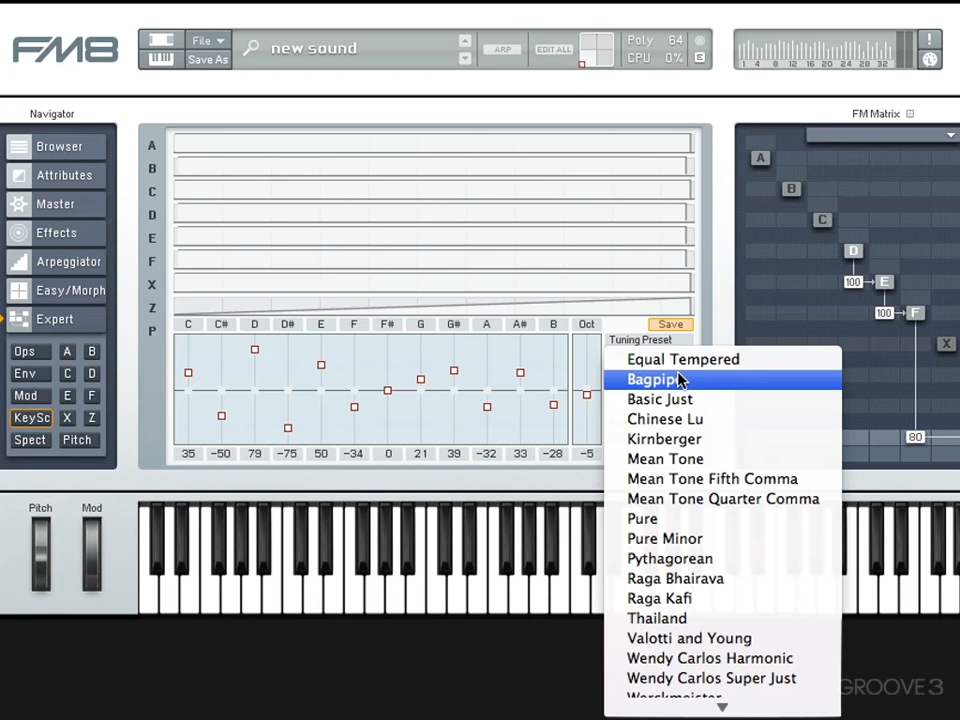 FM8
File
Save As
new sound
ARP
EDIT ALL
Poly 64
CPU 0%
E
!
1 4 8 12 16 20 24 28 32
Navigator
Browser
Attributes
Master
Effects
Arpeggiator
Easy/Morph
Expert
Ops A B
Env C D
Mod E F
KeySc X Z
Spect Pitch
A
B
C
D
E
F
X
Z
P
C C# D D# E F F# G G# A A# B Oct
Save
35 -50 79 -75 50 -34 0 21 39 -32 33 -28 -5
Tuning Preset
Equal Tempered
Bagpipe
Basic Just
Chinese Lu
Kirnberger
Mean Tone
Mean Tone Fifth Comma
Mean Tone Quarter Comma
Pure
Pure Minor
Pythagorean
Raga Bhairava
Raga Kafi
Thailand
Valotti and Young
Wendy Carlos Harmonic
Wendy Carlos Super Just
Werckmeister
FM Matrix
A
B
C
D
100 E
100 F
X
80
Pitch Mod
GROOVE3